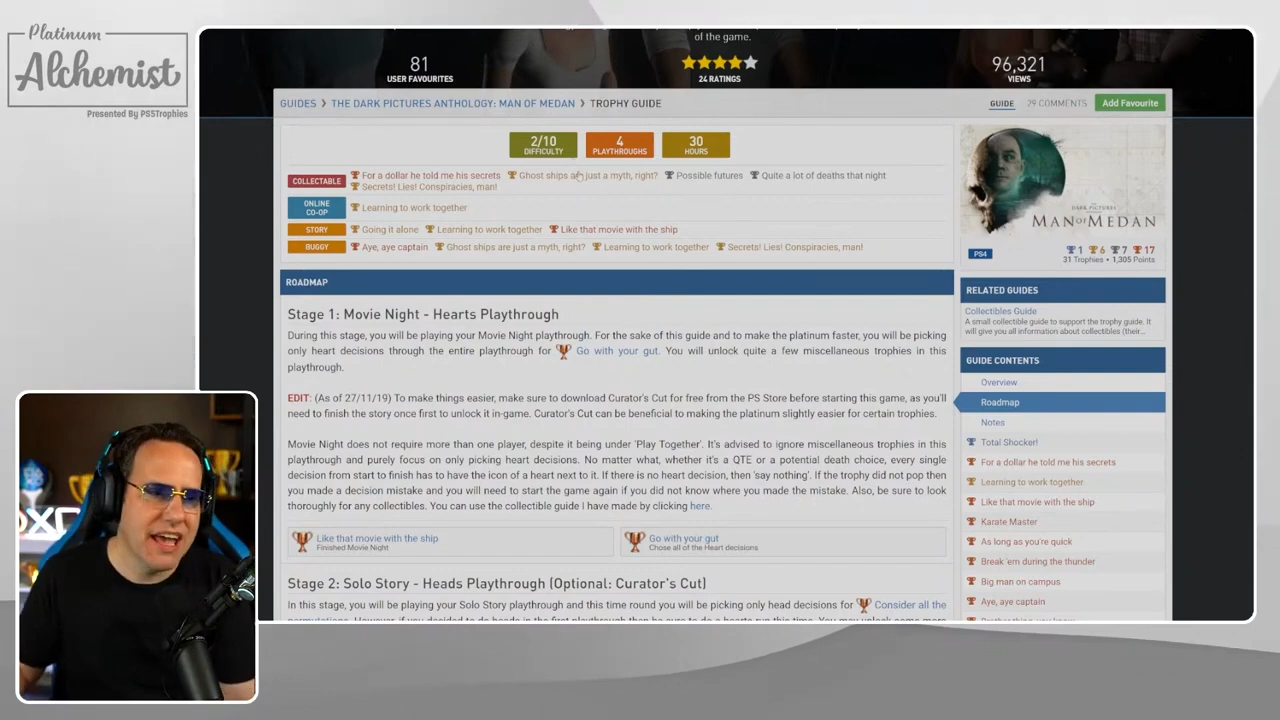 Platinum
Alchemist
Presented By PS5Trophies
of the game.
81
USER FAVOURITES
24 RATINGS
96,321
VIEWS
GUIDES > THE DARK PICTURES ANTHOLOGY: MAN OF MEDAN > TROPHY GUIDE
GUIDE 29 COMMENTS Add Favourite
2/10
DIFFICULTY
4
PLAYTHROUGHS
30
HOURS
COLLECTABLE
For a dollar he told me his secrets Ghost ships are just a myth, right? Possible futures Quite a lot of deaths that night
Secrets! Lies! Conspiracies, man!
ONLINE
CO-OP
Learning to work together
STORY Going it alone Learning to work together Like that movie with the ship
BUGGY Aye, aye captain Ghost ships are just a myth, right? Learning to work together Secrets! Lies! Conspiracies, man!
ROADMAP
Stage 1: Movie Night - Hearts Playthrough
During this stage, you will be playing your Movie Night playthrough. For the sake of this guide and to make the platinum faster, you will be picking
only heart decisions through the entire playthrough for Go with your gut. You will unlock quite a few miscellaneous trophies in this
playthrough.
EDIT: (As of 27/11/19) To make things easier, make sure to download Curator's Cut for free from the PS Store before starting this game, as you'll
need to finish the story once first to unlock it in-game. Curator's Cut can be beneficial to making the platinum slightly easier for certain trophies.
Movie Night does not require more than one player, despite it being under 'Play Together'. It's advised to ignore miscellaneous trophies in this
playthrough and purely focus on only picking heart decisions. No matter what, whether it's a QTE or a potential death choice, every single
decision from start to finish has to have the icon of a heart next to it. If there is no heart decision, then 'say nothing'. If the trophy did not pop then
you made a decision mistake and you will need to start the game again if you did not know where you made the mistake. Also, be sure to look
thoroughly for any collectibles. You can use the collectible guide I have made by clicking here.
Like that movie with the ship
Finished Movie Night
Go with your gut
Chose all of the Heart decisions
Stage 2: Solo Story - Heads Playthrough (Optional: Curator's Cut)
In this stage, you will be playing your Solo Story playthrough and this time round you will be picking only head decisions for Consider all the
THE DARK PICTURES
MAN OF MEDAN
PS4
1 6 7 17
31 Trophies • 1,305 Points
RELATED GUIDES
Collectibles Guide
A small collectible guide to support the trophy guide. It
will give you all information about collectibles (their...
GUIDE CONTENTS
Overview
Roadmap
Notes
Total Shocker!
For a dollar he told me his secrets
Learning to work together
Like that movie with the ship
Karate Master
As long as you're quick
Break 'em during the thunder
Big man on campus
Aye, aye captain